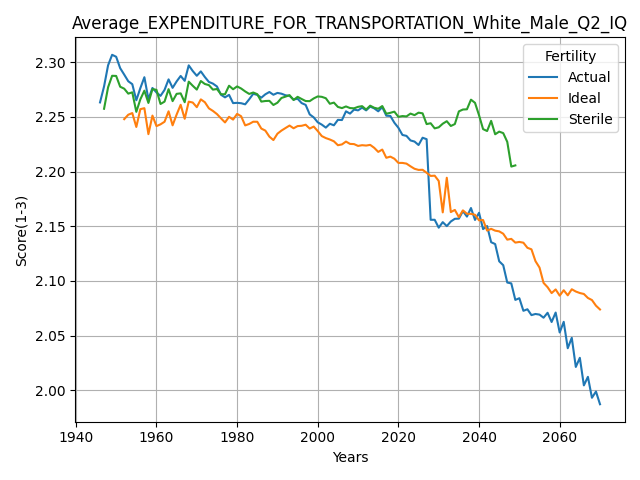 Average_EXPENDITURE_FOR_TRANSPORTATION_White_Male_Q2_IQ
Fertility
Actual
Ideal
Sterile
Score(1-3)
2.30
2.25
2.20
2.15
2.10
2.05
2.00
1940
1960
1980
2000
2020
2040
2060
Years